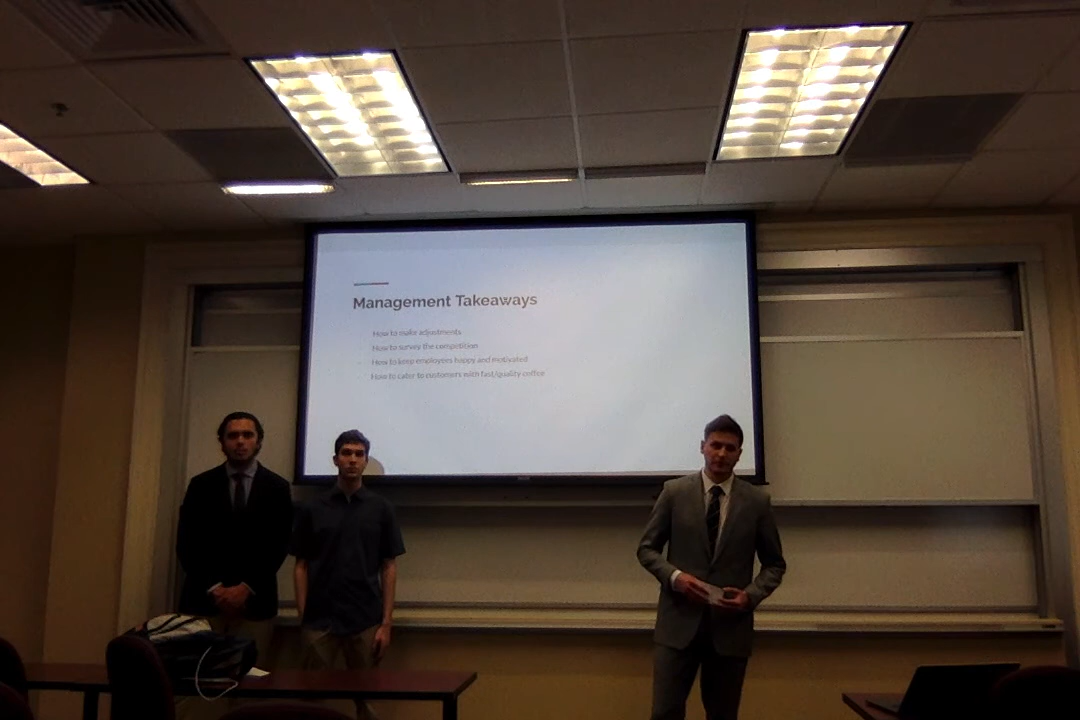 Management Takeaways
How to make adjustments
How to survey the competition
How to keep employees happy and motivated
How to cater to customers with fast/quality coffee